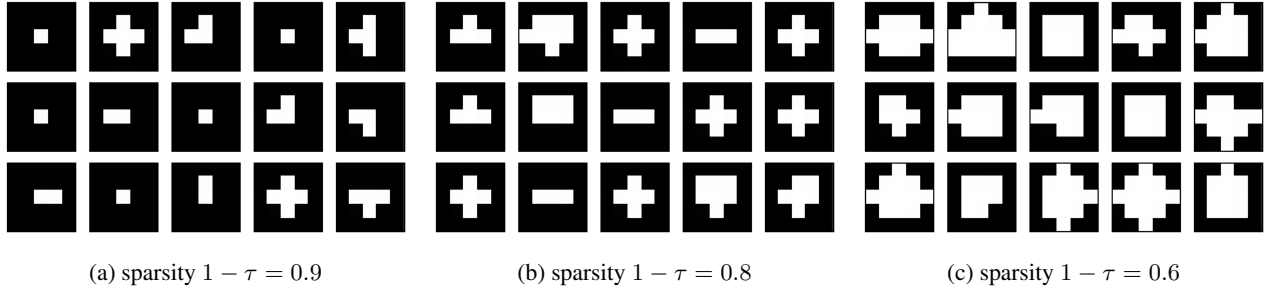 (a) sparsity 1 − τ = 0.9
(b) sparsity 1 − τ = 0.8
(c) sparsity 1 − τ = 0.6